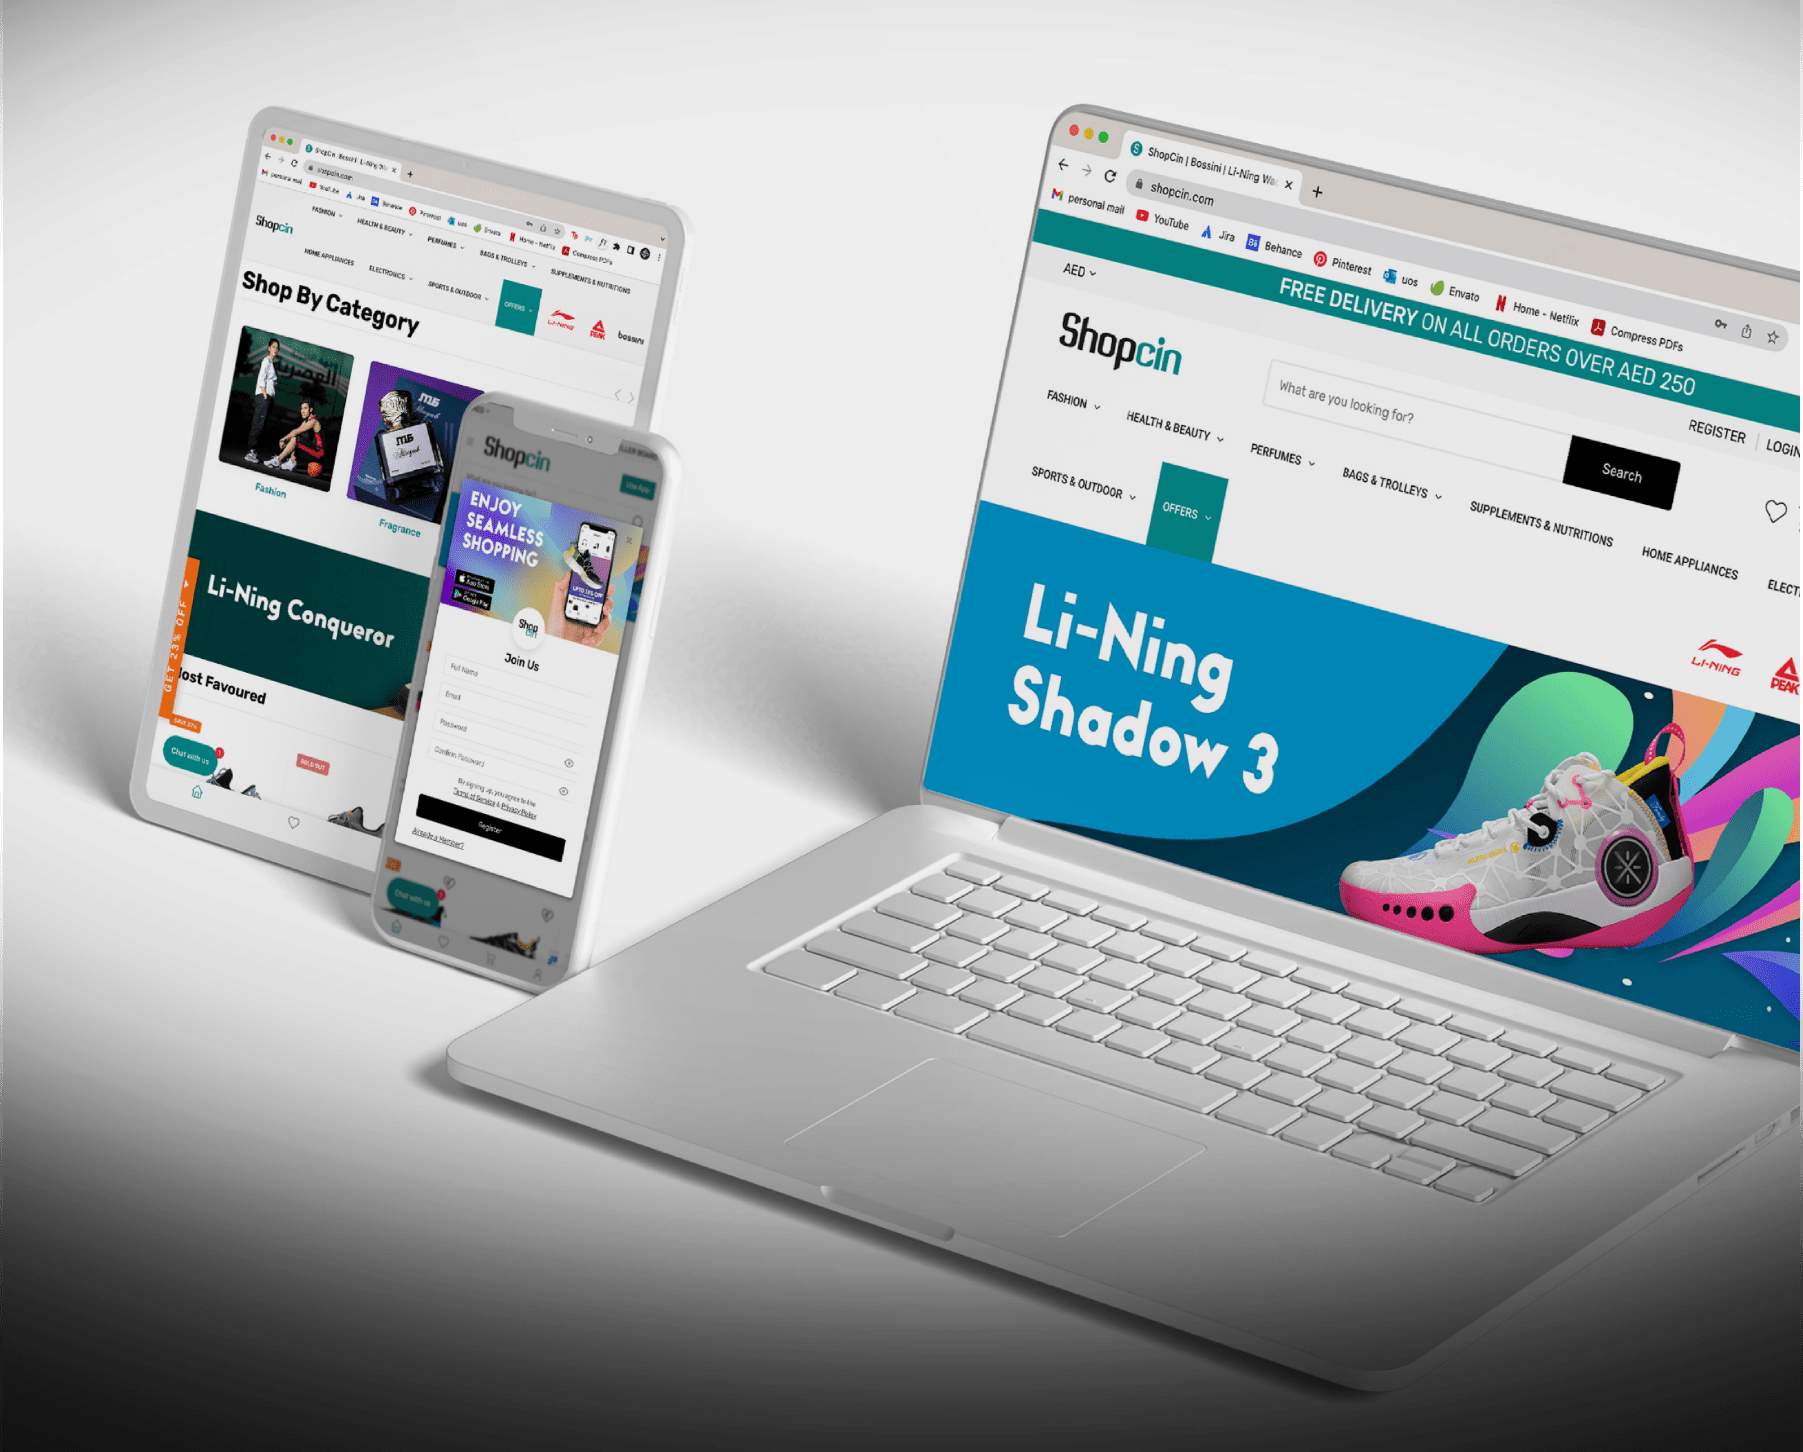 ShopCin | Bossini | Li-Ning
shopcin.com
personal mail YouTube Jira Behance Pinterest uos Envato Home - Netflix Compress PDFs
Shopcin
FASHION HEALTH & BEAUTY PERFUMES BAGS & TROLLEYS SUPPLEMENTS & NUTRITIONS
HOME APPLIANCES ELECTRONICS SPORTS & OUTDOOR OFFERS LI-NING PEAK bossini
Shop By Category
Fashion
Fragrance
Li-Ning Conqueror
GET 23% OFF
Most Favoured
SAVE 37%
SOLD OUT
Chat with us
AED
Shopcin
Use App
ENJOY
SEAMLESS
SHOPPING
App Store
Google Play
Shop
cin
Join Us
Full Name
Email
Password
Confirm Password
By signing up, you agree to the
Terms of Service & Privacy Policy
Register
Already a Member?
Chat with us
ShopCin | Bossini | Li-Ning Wa
shopcin.com
personal mail YouTube Jira Behance Pinterest uos Envato Home - Netflix Compress PDFs
FREE DELIVERY ON ALL ORDERS OVER AED 250
AED
REGISTER LOGIN
Shopcin
What are you looking for?
Search
FASHION HEALTH & BEAUTY PERFUMES BAGS & TROLLEYS SUPPLEMENTS & NUTRITIONS HOME APPLIANCES ELECT
SPORTS & OUTDOOR OFFERS LI-NING PEAK
Li-Ning
Shadow 3